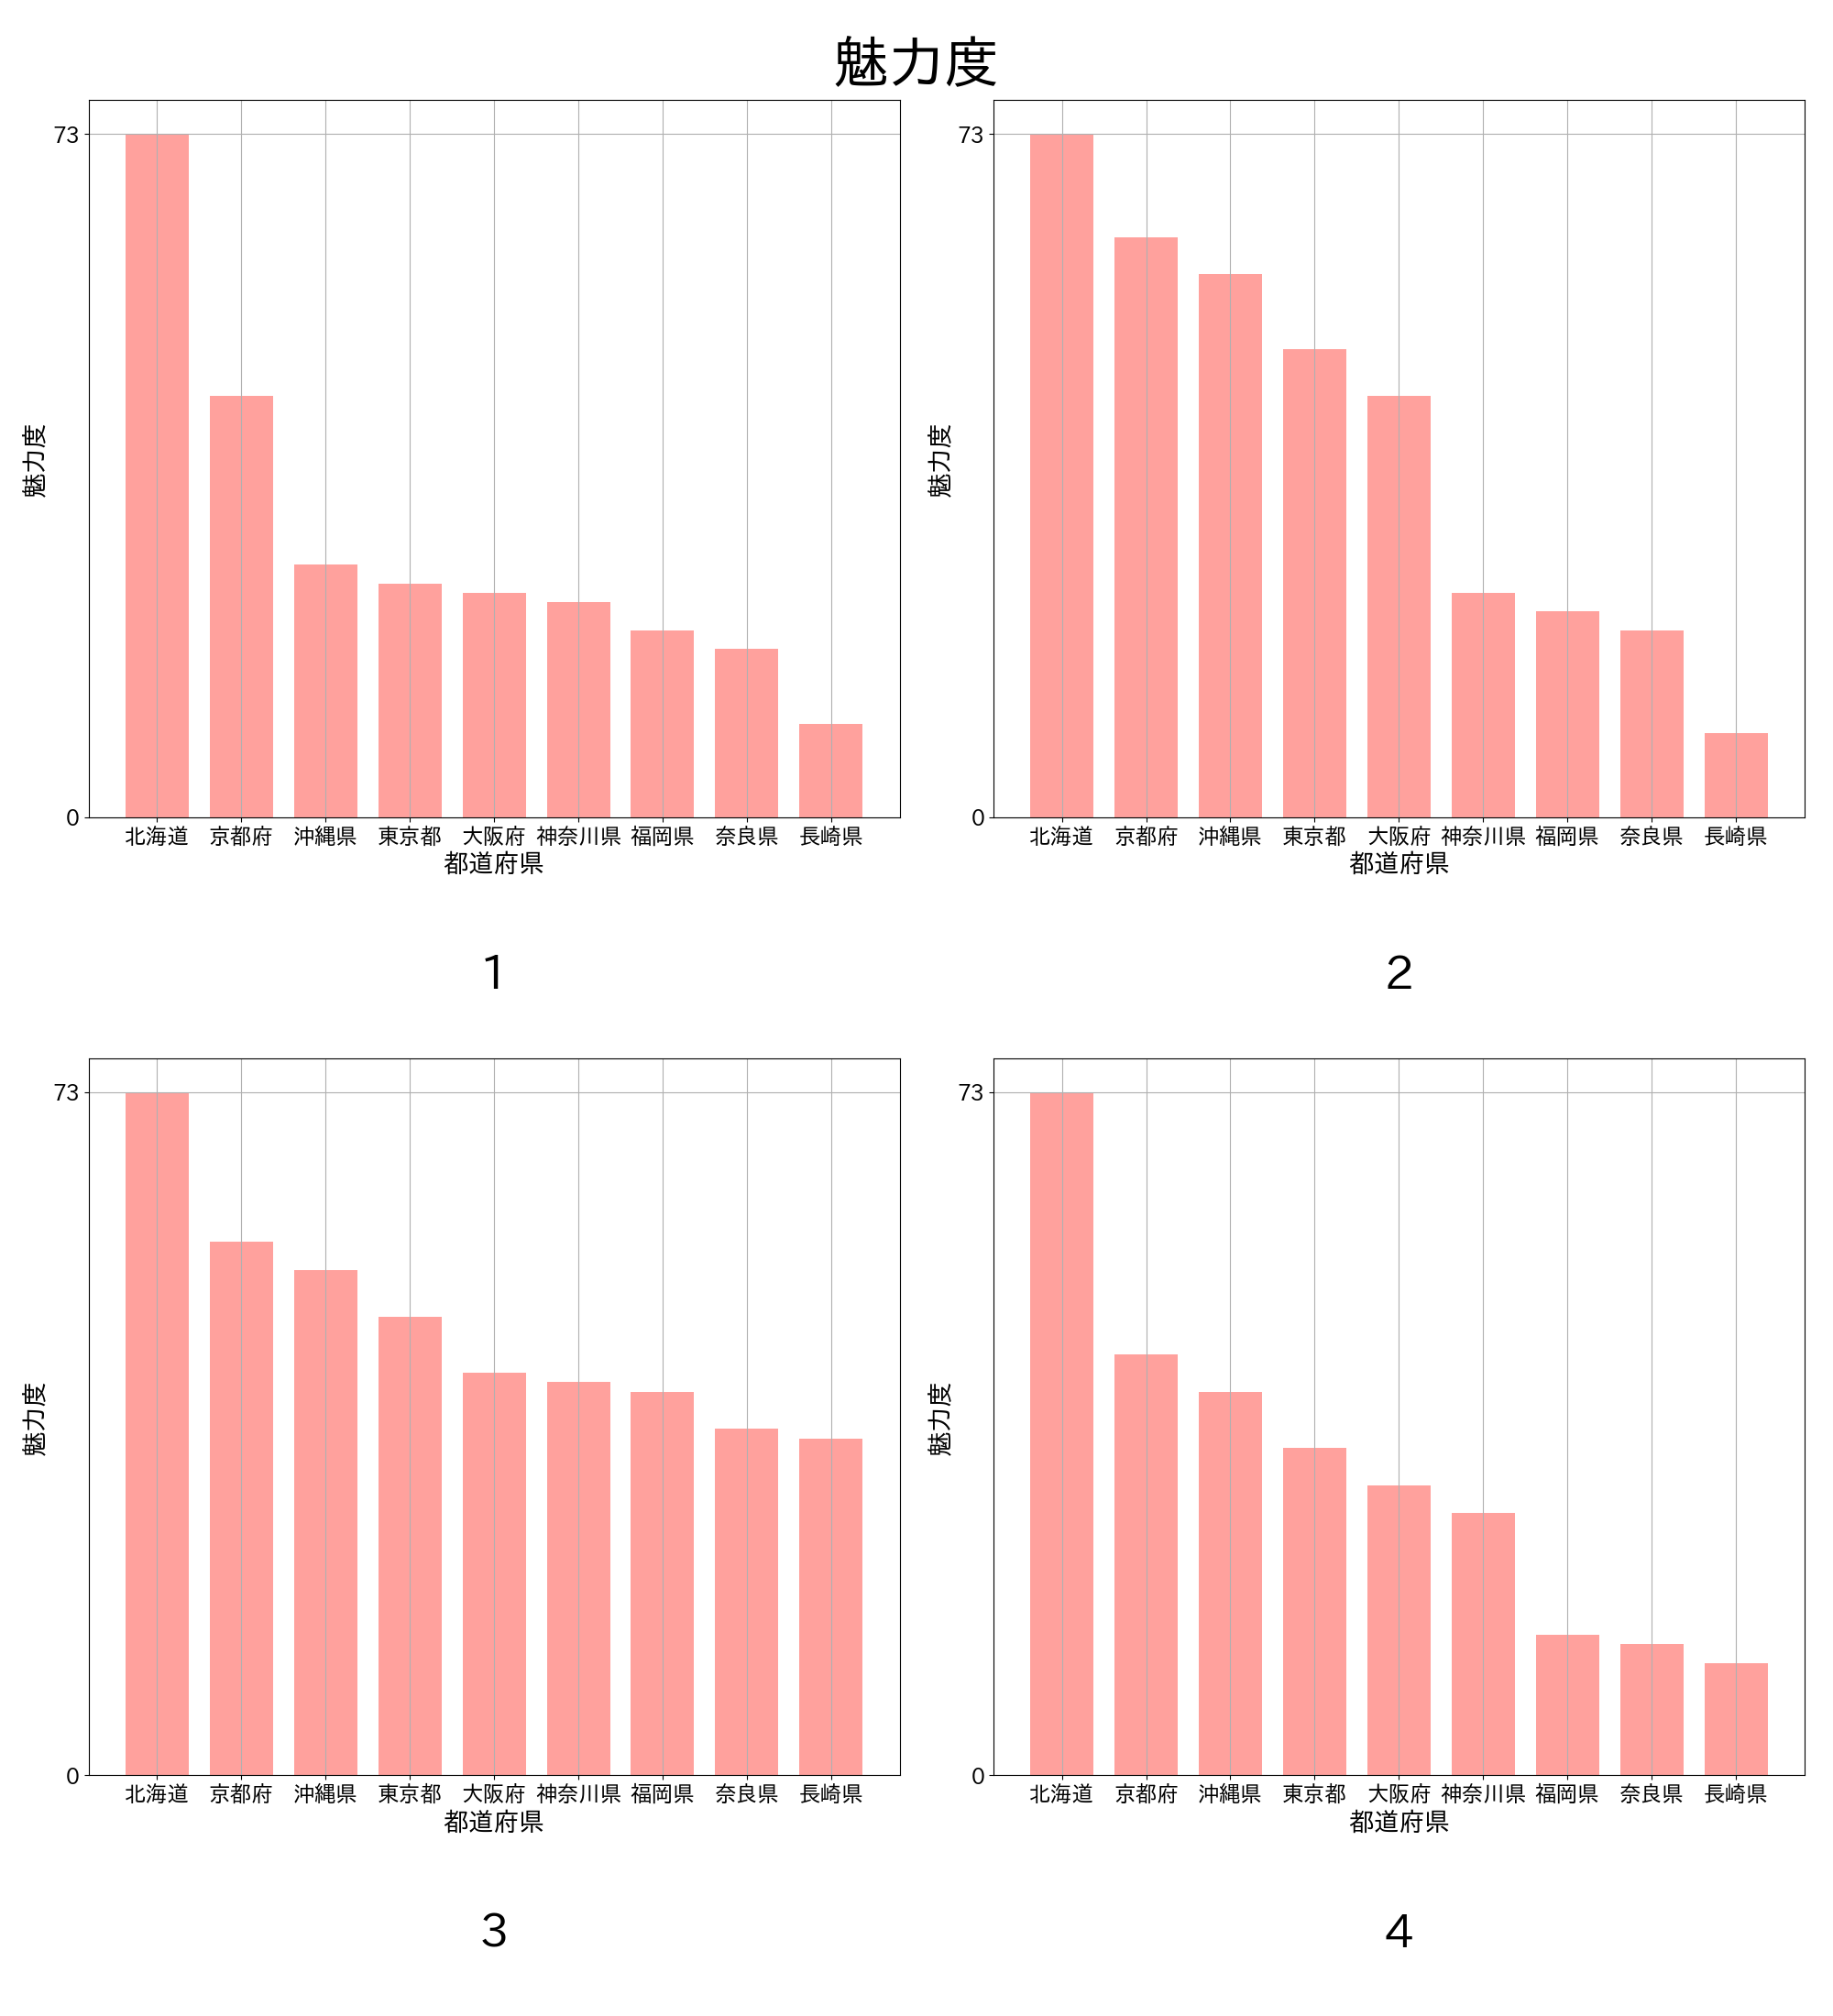 魅力度
73
魅力度
0
北海道 京都府 沖縄県 東京都 大阪府 神奈川県 福岡県 奈良県 長崎県
都道府県
1
73
魅力度
0
北海道 京都府 沖縄県 東京都 大阪府 神奈川県 福岡県 奈良県 長崎県
都道府県
2
73
魅力度
0
北海道 京都府 沖縄県 東京都 大阪府 神奈川県 福岡県 奈良県 長崎県
都道府県
3
73
魅力度
0
北海道 京都府 沖縄県 東京都 大阪府 神奈川県 福岡県 奈良県 長崎県
都道府県
4